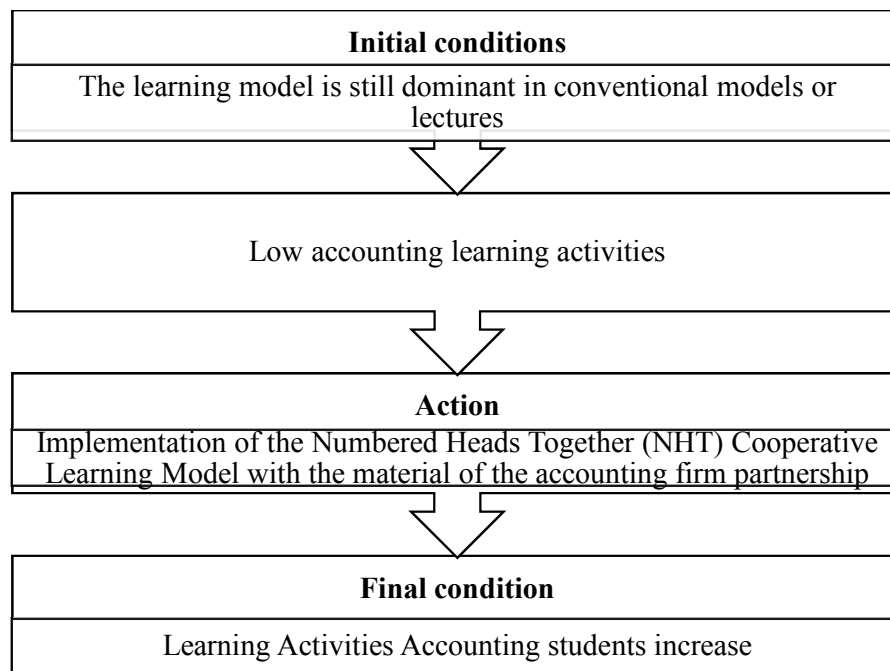 Initial conditions
The learning model is still dominant in conventional models or
lectures
Low accounting learning activities
Action
Implementation of the Numbered Heads Together (NHT) Cooperative
Learning Model with the material of the accounting firm partnership
Final condition
Learning Activities Accounting students increase